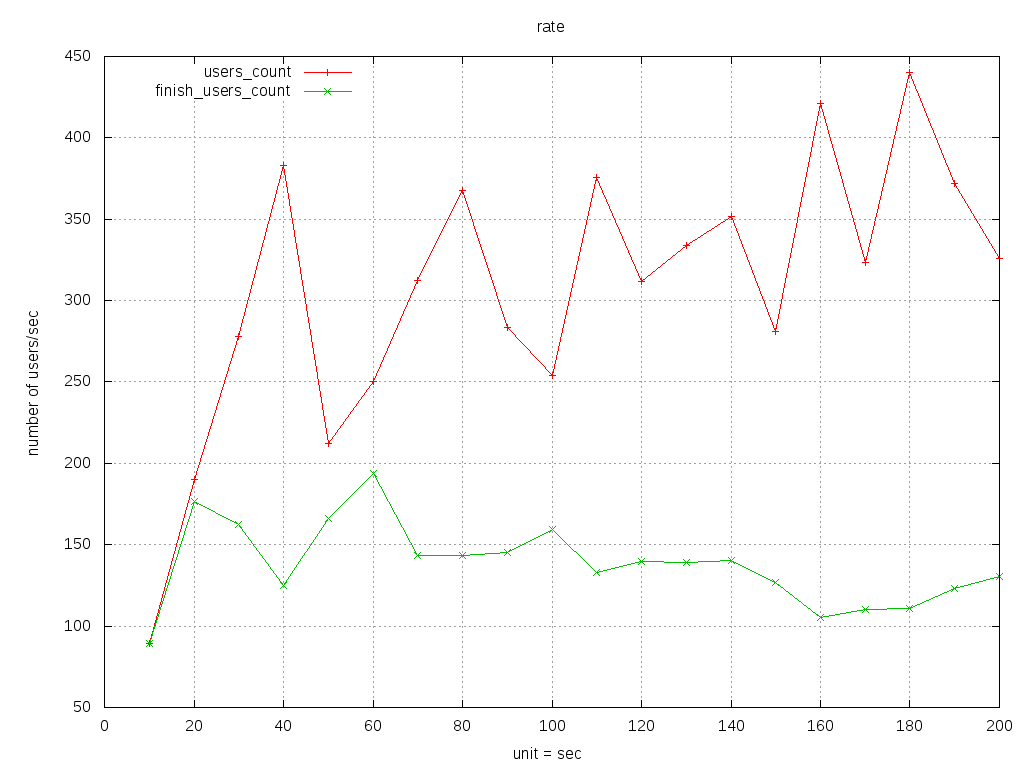 rate
users_count
finish_users_count
450
400
350
300
250
200
150
100
50
number of users/sec
0 20 40 60 80 100 120 140 160 180 200
unit = sec